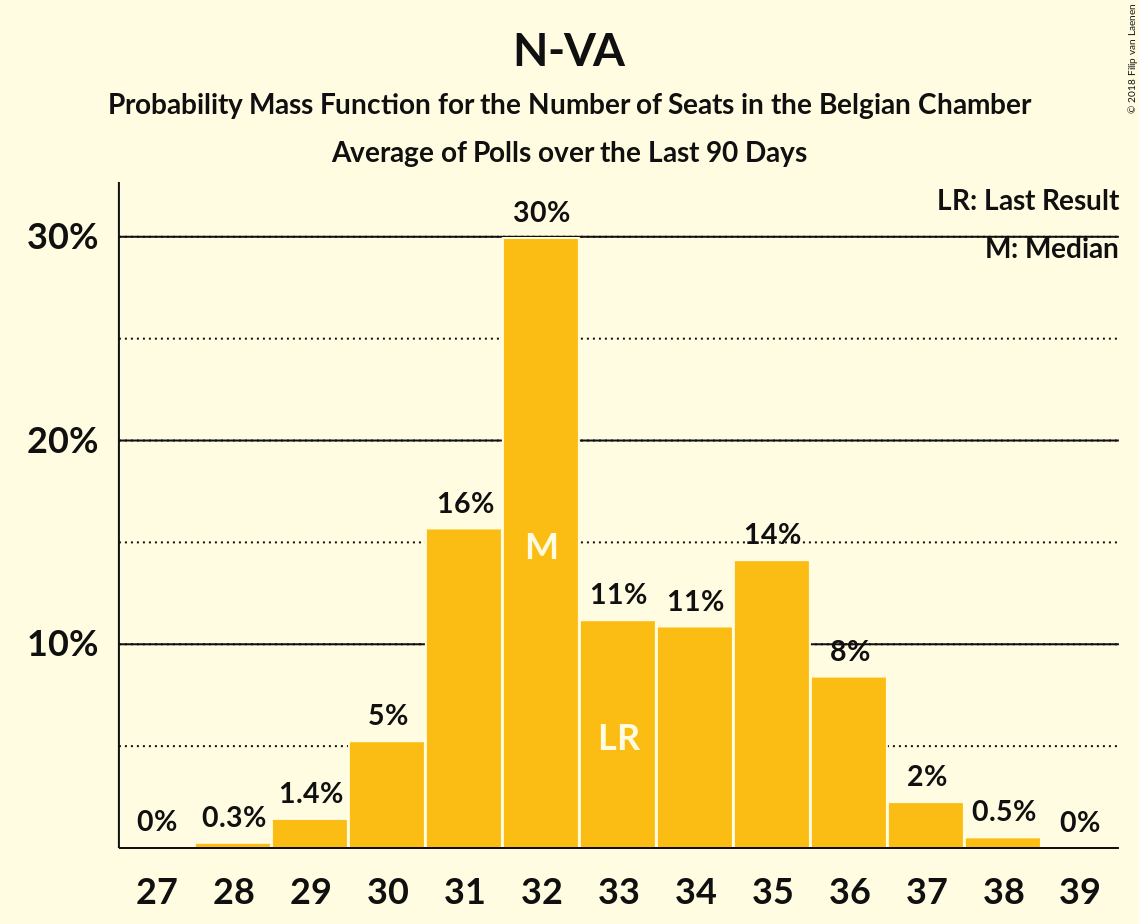 N-VA
Probability Mass Function for the Number of Seats in the Belgian Chamber
Average of Polls over the Last 90 Days
© 2018 Filip van Laenen
LR: Last Result
M: Median
30%
20%
10%
0%
0.3%
1.4%
5%
16%
30%
11%
11%
14%
8%
2%
0.5%
0%
M
LR
27 28 29 30 31 32 33 34 35 36 37 38 39